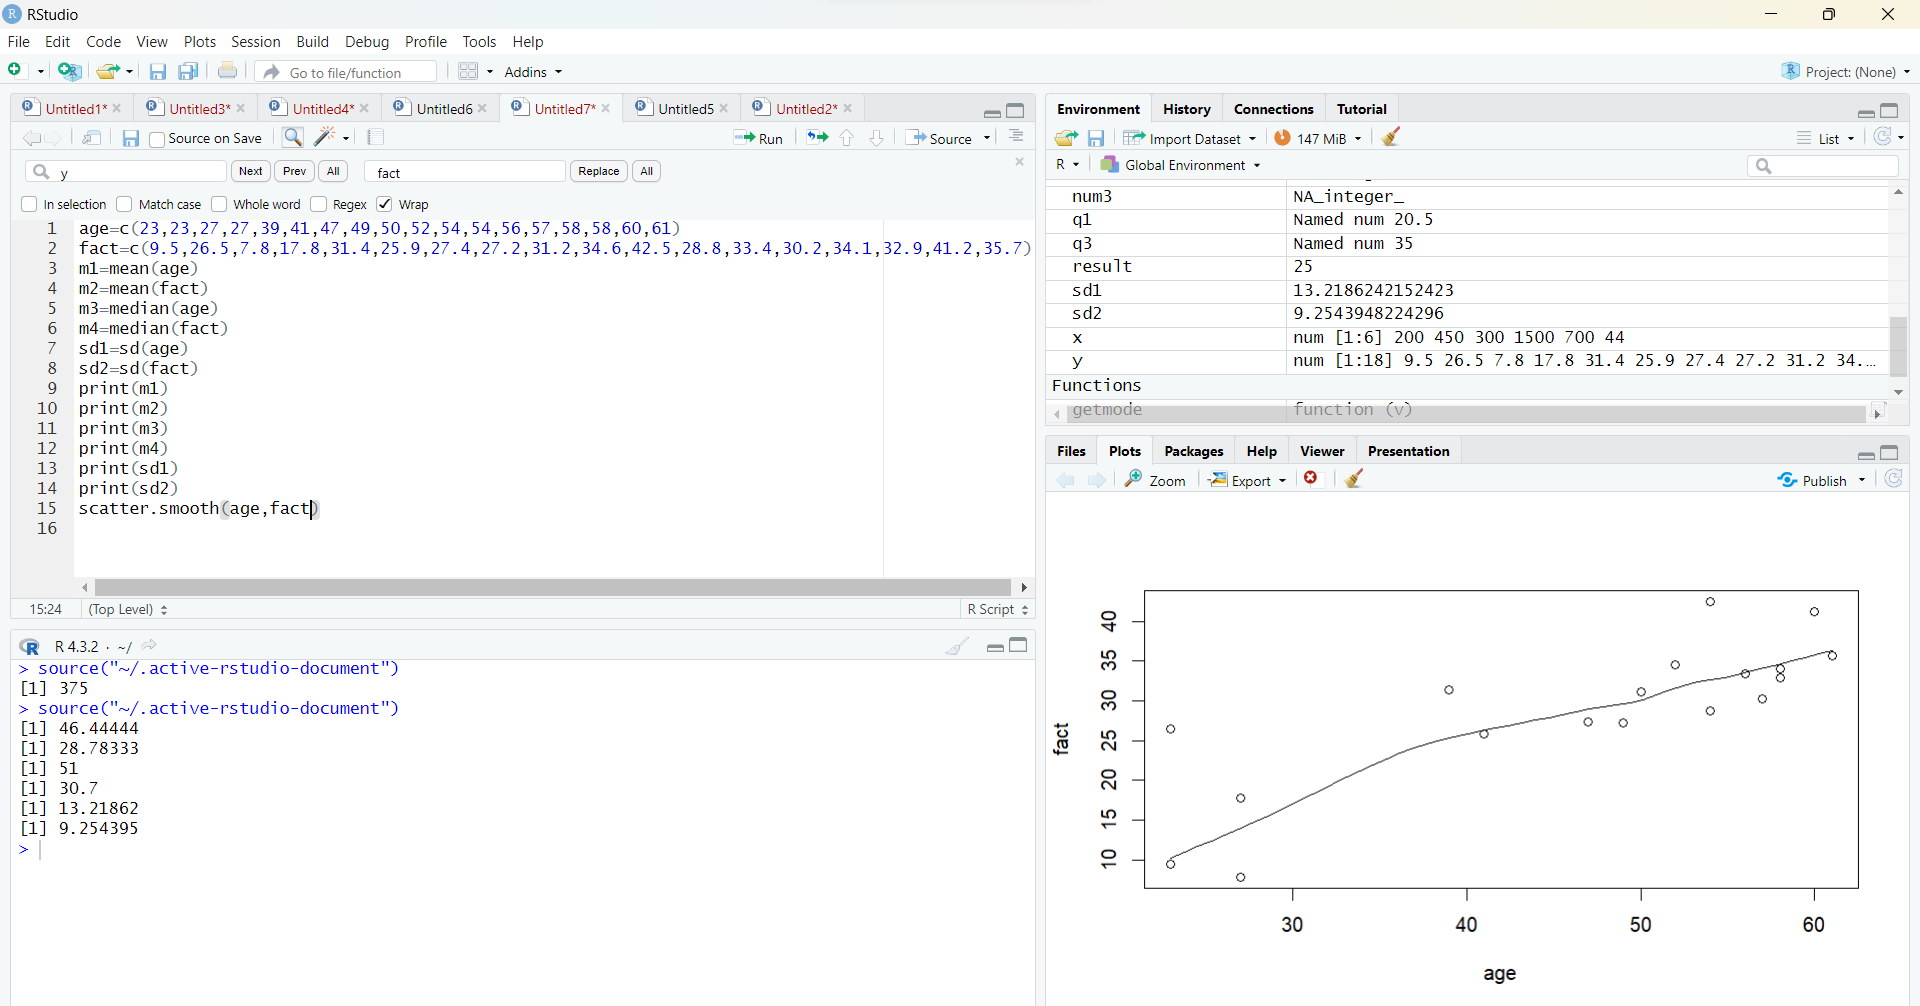 RStudio
File Edit Code View Plots Session Build Debug Profile Tools Help
Go to file/function Addins Project: (None)
Untitled1* Untitled3* Untitled4* Untitled6 Untitled7* Untitled5 Untitled2*
Source on Save Run Source
y Next Prev All fact Replace All
In selection Match case Whole word Regex Wrap
1 age=c(23,23,27,27,39,41,47,49,50,52,54,54,56,57,58,58,60,61)
2 fact=c(9.5,26.5,7.8,17.8,31.4,25.9,27.4,27.2,31.2,34.6,42.5,28.8,33.4,30.2,34.1,32.9,41.2,35.7)
3 m1=mean(age)
4 m2=mean(fact)
5 m3=median(age)
6 m4=median(fact)
7 sd1=sd(age)
8 sd2=sd(fact)
9 print(m1)
10 print(m2)
11 print(m3)
12 print(m4)
13 print(sd1)
14 print(sd2)
15 scatter.smooth(age,fact)
16
15:24 (Top Level) R Script
R 4.3.2 · ~/
> source("~/.active-rstudio-document")
[1] 375
> source("~/.active-rstudio-document")
[1] 46.44444
[1] 28.78333
[1] 51
[1] 30.7
[1] 13.21862
[1] 9.254395
>
Environment History Connections Tutorial
Import Dataset 147 MiB List
R Global Environment
num3 NA_integer_
q1 Named num 20.5
q3 Named num 35
result 25
sd1 13.2186242152423
sd2 9.2543948224296
x num [1:6] 200 450 300 1500 700 44
y num [1:18] 9.5 26.5 7.8 17.8 31.4 25.9 27.4 27.2 31.2 34.…
Functions
getmode function (v)
Files Plots Packages Help Viewer Presentation
Zoom Export Publish
fact
40
35
30
25
20
15
10
30 40 50 60
age